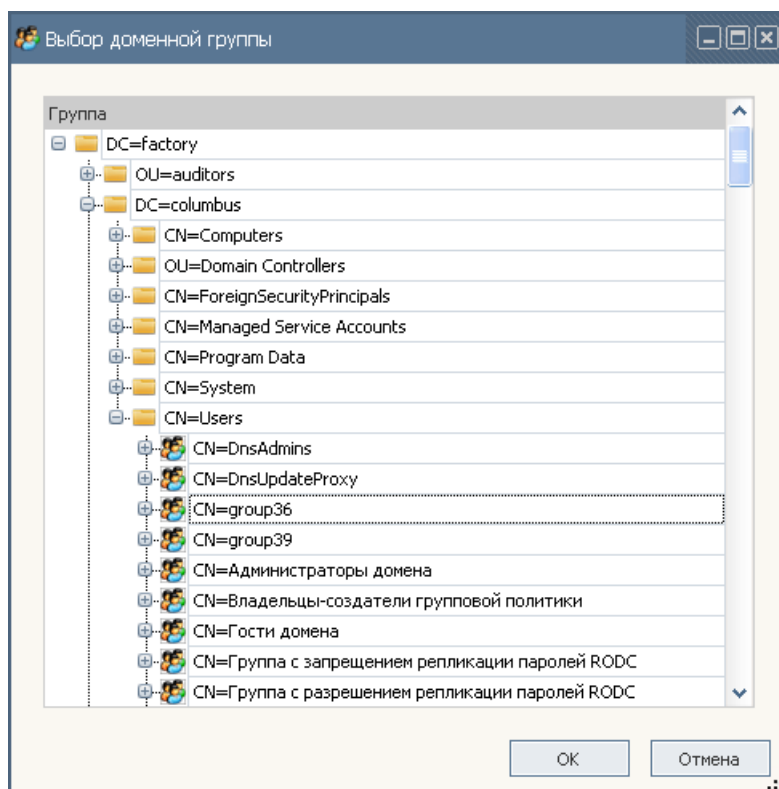 Выбор доменной группы
Группа
DC=factory
OU=auditors
DC=columbus
CN=Computers
OU=Domain Controllers
CN=ForeignSecurityPrincipals
CN=Managed Service Accounts
CN=Program Data
CN=System
CN=Users
CN=DnsAdmins
CN=DnsUpdateProxy
CN=group36
CN=group39
CN=Администраторы домена
CN=Владельцы-создатели групповой политики
CN=Гости домена
CN=Группа с запрещением репликации паролей RODC
CN=Группа с разрешением репликации паролей RODC
ОК Отмена